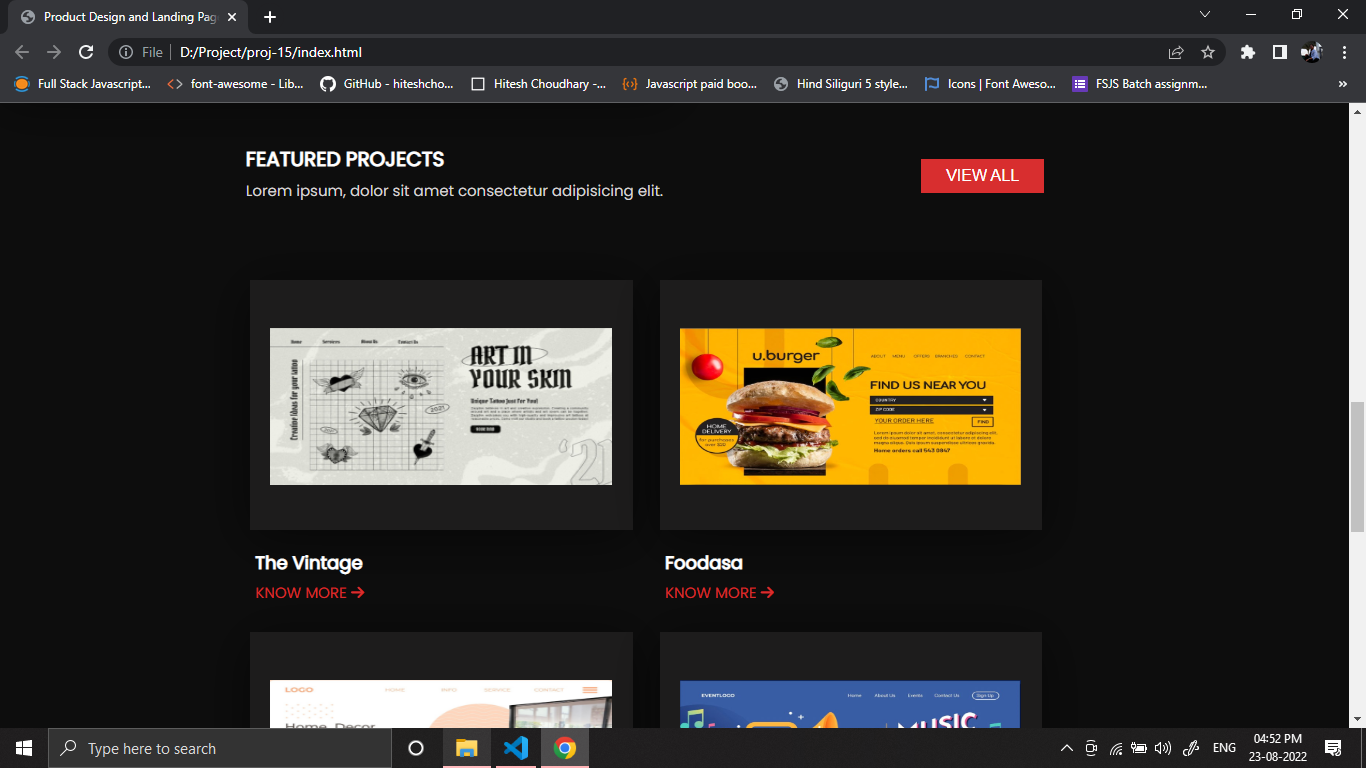 Product Design and Landing Pag
File
D:/Project/proj-15/index.html
Full Stack Javascript...
font-awesome - Lib...
GitHub - hiteshcho...
Hitesh Choudhary -...
Javascript paid boo...
Hind Siliguri 5 style...
Icons | Font Aweso...
FSJS Batch assignm...
»
FEATURED PROJECTS
Lorem ipsum, dolor sit amet consectetur adipisicing elit.
VIEW ALL
Home Services About Us Contact Us
Creative ideas for your tattoo
ART IN
YOUR SKIN
Unique Tattoo Just For You!
2021
'21
u.burger
ABOUT MENU OFFERS BRANCHES CONTACT
FIND US NEAR YOU
COUNTRY
ZIP CODE
YOUR ORDER HERE
FIND
HOME
DELIVERY
for purchases
over $20
Home orders call 543 0847
The Vintage
KNOW MORE
Foodasa
KNOW MORE
LOGO HOME SERVICE CONTACT
Home Decor
EVENTLOGO Home About Us Events Contact Us Sign Up
MUSIC
Type here to search
ENG
04:52 PM
23-08-2022